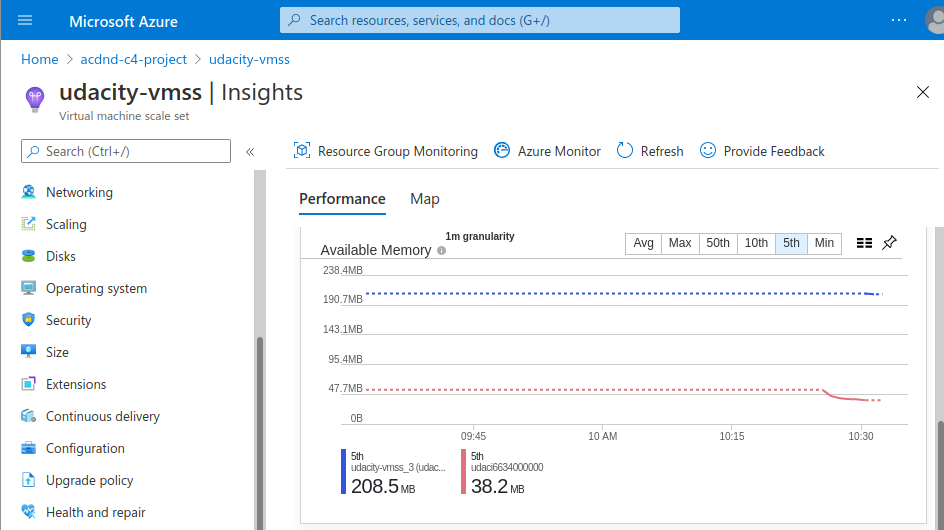 Microsoft Azure
Search resources, services, and docs (G+/)
...
Home > acdnd-c4-project > udacity-vmss
udacity-vmss | Insights
Virtual machine scale set
Search (Ctrl+/)
«
Networking
Scaling
Disks
Operating system
Security
Size
Extensions
Continuous delivery
Configuration
Upgrade policy
Health and repair
Resource Group Monitoring
Azure Monitor
Refresh
Provide Feedback
Performance
Map
1m granularity
Available Memory
Avg Max 50th 10th 5th Min
238.4MB
190.7MB
143.1MB
95.4MB
47.7MB
0B
09:45 10 AM 10:15 10:30
5th
udacity-vmss_3 (udac...
208.5 MB
5th
udaci6634000000
38.2 MB